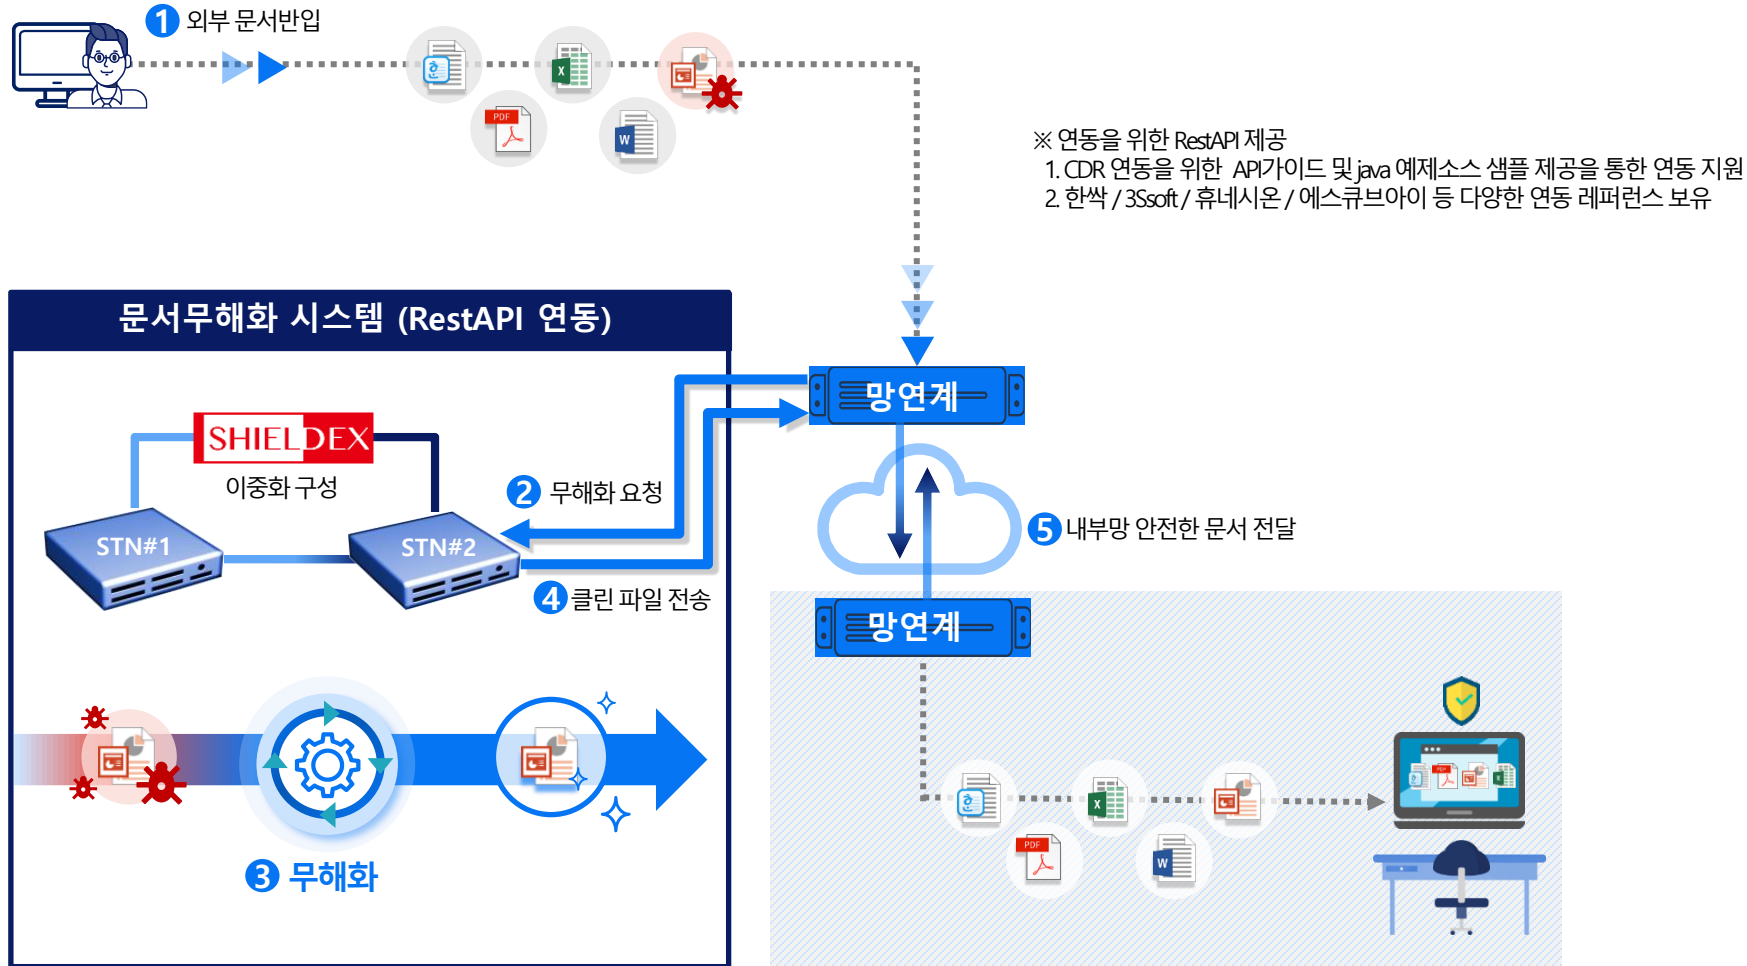 1 외부 문서반입
X
PDF
W
※ 연동을 위한 RestAPI 제공
1. CDR 연동을 위한 API가이드 및 java 예제소스 샘플 제공을 통한 연동 지원
2. 한싹 / 3Ssoft / 휴네시온 / 에스큐브아이 등 다양한 연동 레퍼런스 보유
문서무해화 시스템 (RestAPI 연동)
망연계
SHIELDEX
이중화 구성
2 무해화 요청
STN#1
STN#2
5 내부망 안전한 문서 전달
4 클린 파일 전송
망연계
3 무해화
X
PDF
W